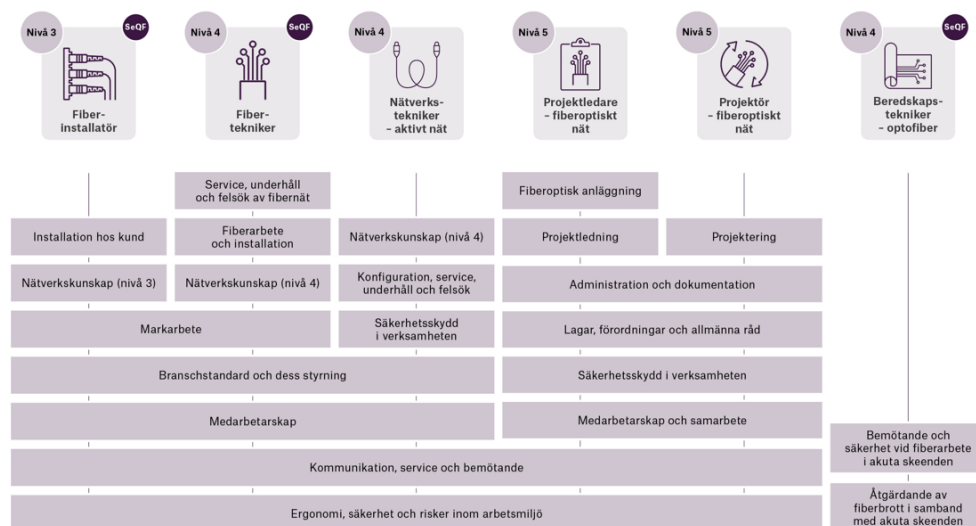 Nivå 3
SeQF
Fiber-
installatör
Nivå 4
SeQF
Fiber-
tekniker
Nivå 4
Nätverks-
tekniker
– aktivt nät
Nivå 5
Projektledare
– fiberoptiskt
nät
Nivå 5
Projektör
– fiberoptiskt
nät
Nivå 4
SeQF
Beredskaps-
tekniker
– optofiber
Service, underhåll
och felsök av fibernät
Fiberoptisk anläggning
Installation hos kund
Fiberarbete
och installation
Nätverkskunskap (nivå 4)
Projektledning
Projektering
Nätverkskunskap (nivå 3)
Nätverkskunskap (nivå 4)
Konfiguration, service,
underhåll och felsök
Administration och dokumentation
Markarbete
Säkerhetsskydd
i verksamheten
Lagar, förordningar och allmänna råd
Branschstandard och dess styrning
Säkerhetsskydd i verksamheten
Medarbetarskap
Medarbetarskap och samarbete
Bemötande och
säkerhet vid fiberarbete
i akuta skeenden
Kommunikation, service och bemötande
Åtgärdande av
fiberbrott i samband
med akuta skeenden
Ergonomi, säkerhet och risker inom arbetsmiljö